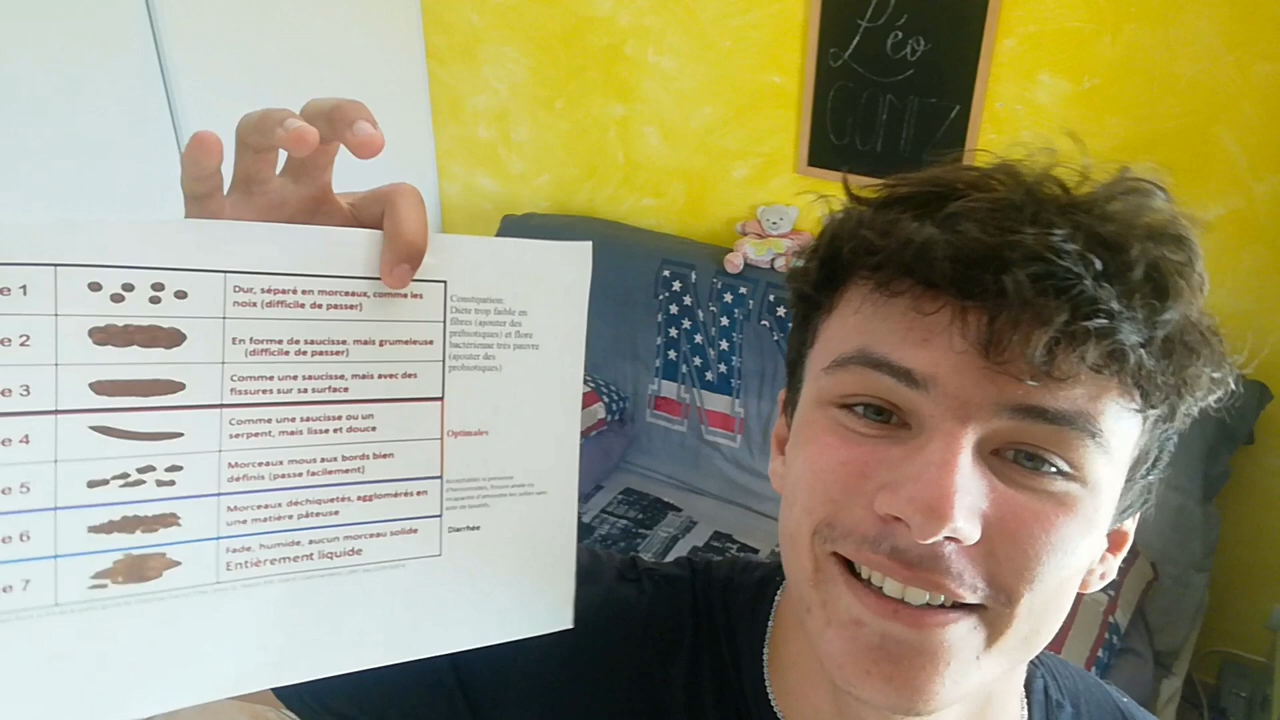 Léo
GOMEZ
e 1
Dur, séparé en morceaux, comme les
noix (difficile de passer)
e 2
En forme de saucisse, mais grumeleuse
(difficile de passer)
e 3
Comme une saucisse, mais avec des
fissures sur sa surface
e 4
Comme une saucisse ou un
serpent, mais lisse et douce
e 5
Morceaux mous aux bords bien
définis (passe facilement)
e 6
Morceaux déchiquetés, agglomérés en
une matière pâteuse
e 7
Fade, humide, aucun morceau solide
Entièrement liquide
Constipation:
Diète trop faible en
fibres (ajouter des
prébiotiques) et flore
bactérienne très pauvre
(ajouter des
probiotiques)
Optimales
Diarrhée
NY